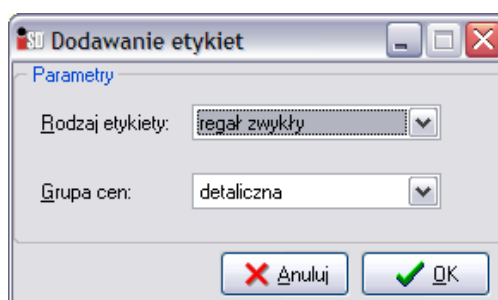 Dodawanie etykiet
Parametry
Rodzaj etykiety: regał zwykły
Grupa cen: detaliczna
Anuluj OK